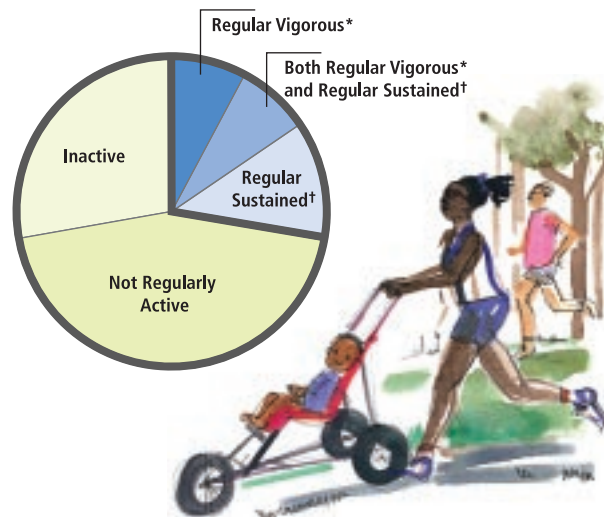 Regular Vigorous*
Both Regular Vigorous*
and Regular Sustained†
Inactive
Regular
Sustained†
Not Regularly
Active